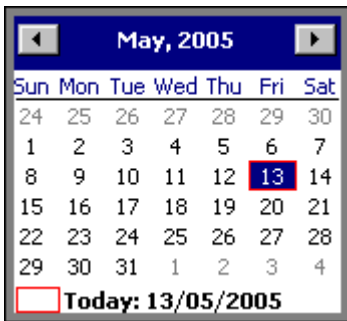 May, 2005
Sun Mon Tue Wed Thu Fri Sat
24 25 26 27 28 29 30
1 2 3 4 5 6 7
8 9 10 11 12 13 14
15 16 17 18 19 20 21
22 23 24 25 26 27 28
29 30 31 1 2 3 4
Today: 13/05/2005